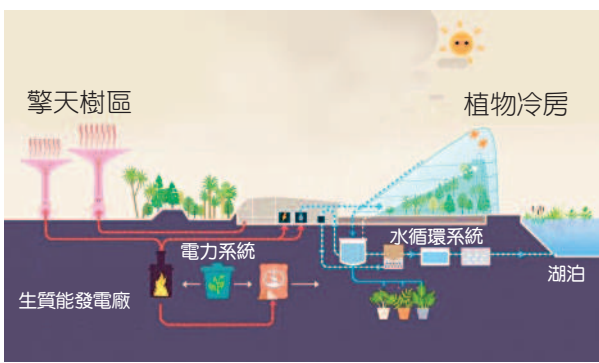 擎天樹區
植物冷房
電力系統
水循環系統
生質能發電廠
湖泊